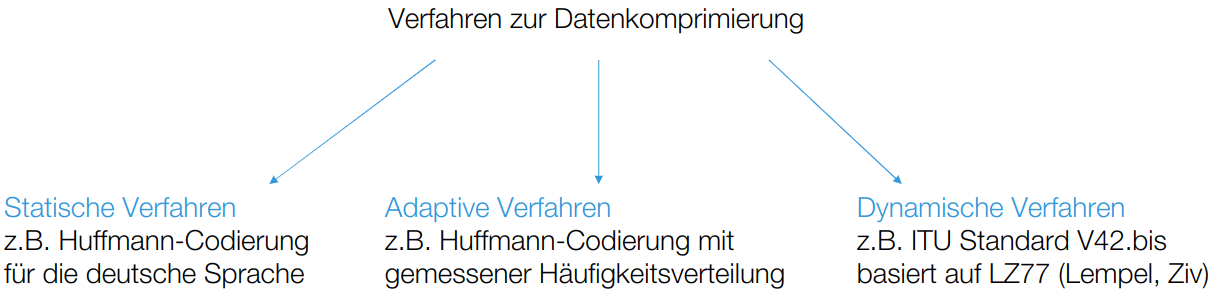 Verfahren zur Datenkomprimierung
Statische Verfahren
z.B. Huffmann-Codierung
für die deutsche Sprache
Adaptive Verfahren
z.B. Huffmann-Codierung mit
gemessener Häufigkeitsverteilung
Dynamische Verfahren
z.B. ITU Standard V42.bis
basiert auf LZ77 (Lempel, Ziv)